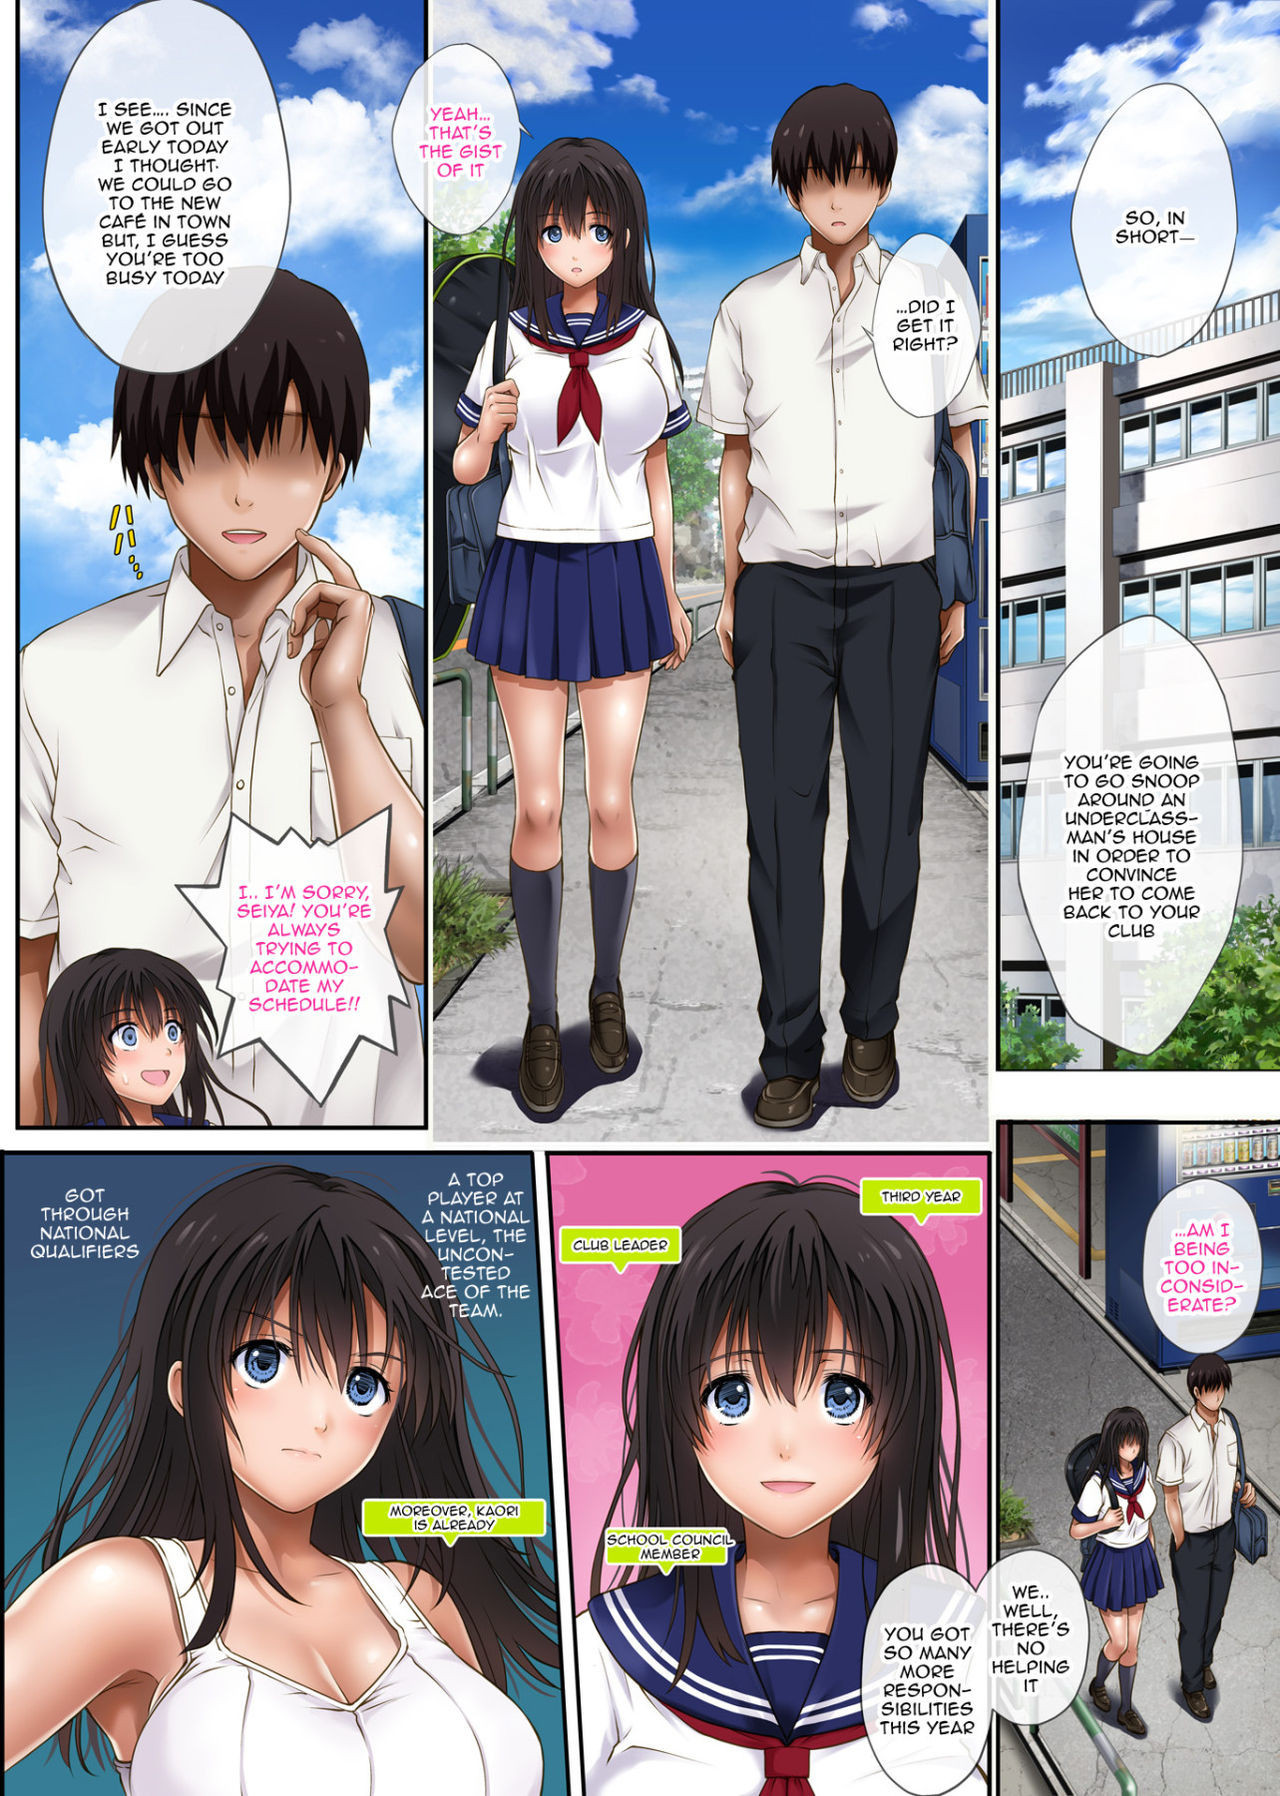 SO, IN
SHORT—
YOU'RE GOING
TO GO SNOOP
AROUND AN
UNDERCLASS-
MAN'S HOUSE
IN ORDER TO
CONVINCE
HER TO COME
BACK TO YOUR
CLUB
...DID I
GET IT
RIGHT?
YEAH...
THAT'S
THE GIST
OF IT
I SEE.... SINCE
WE GOT OUT
EARLY TODAY
I THOUGHT
WE COULD GO
TO THE NEW
CAFÉ IN TOWN
BUT, I GUESS
YOU'RE TOO
BUSY TODAY
I.. I'M SORRY,
SEIYA! YOU'RE
ALWAYS
TRYING TO
ACCOMMO-
DATE MY
SCHEDULE!!
...AM I
BEING
TOO IN-
CONSID-
ERATE?
WE..
WELL,
THERE'S
NO
HELPING
IT
YOU GOT
SO MANY
MORE
RESPON-
SIBILITIES
THIS YEAR
THIRD YEAR
CLUB LEADER
SCHOOL COUNCIL
MEMBER
MOREOVER, KAORI
IS ALREADY
A TOP
PLAYER AT
A NATIONAL
LEVEL, THE
UNCON-
TESTED
ACE OF THE
TEAM.
GOT
THROUGH
NATIONAL
QUALIFIERS